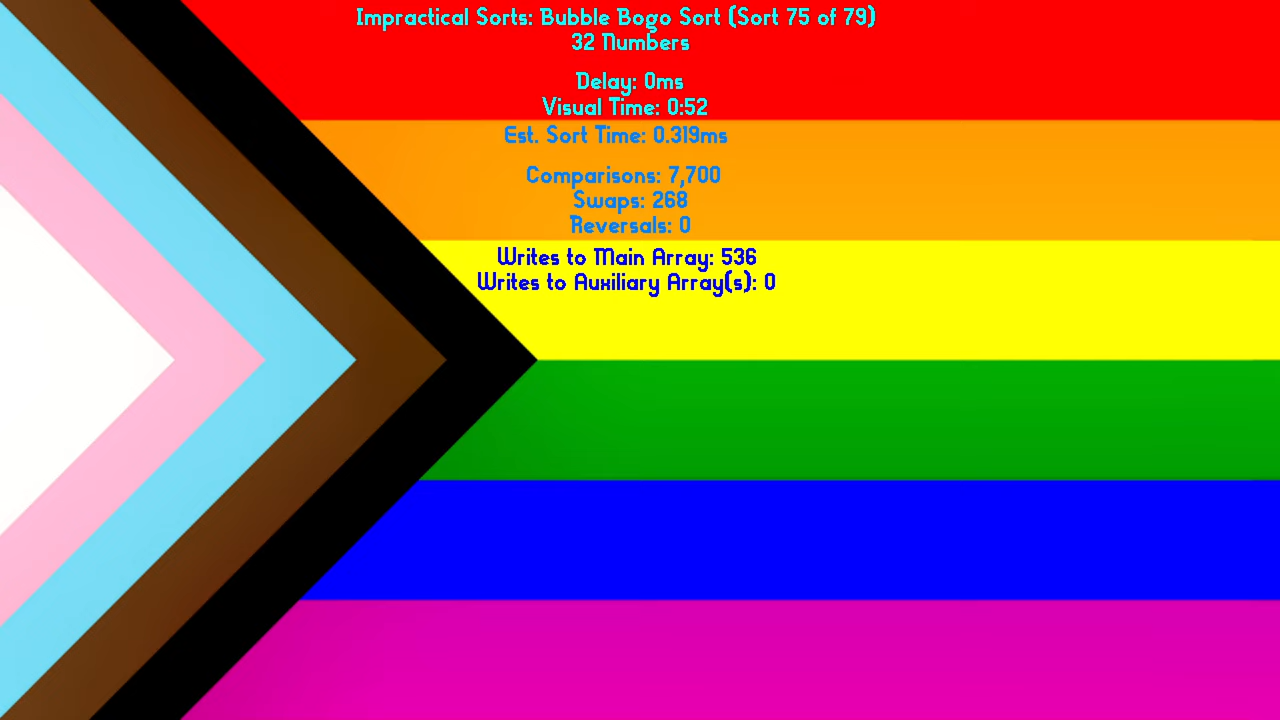 Impractical Sorts: Bubble Bogo Sort (Sort 75 of 79)
32 Numbers
Delay: 0ms
Visual Time: 0:52
Est. Sort Time: 0.319ms
Comparisons: 7,700
Swaps: 268
Reversals: 0
Writes to Main Array: 536
Writes to Auxiliary Array(s): 0